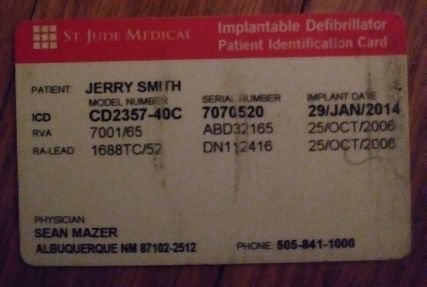 ST. JUDE MEDICAL
Implantable Defibrillator
Patient Identification Card
PATIENT JERRY SMITH
MODEL NUMBER SERIAL NUMBER IMPLANT DATE
ICD CD2357-40C 7070520 29/JAN/2014
RVA 7001/65 ABD32165 25/OCT/2006
RA-LEAD 1688TC/52 DN112416 25/OCT/2006
PHYSICIAN
SEAN MAZER
ALBUQUERQUE NM 87102-2512 PHONE 505-841-1000